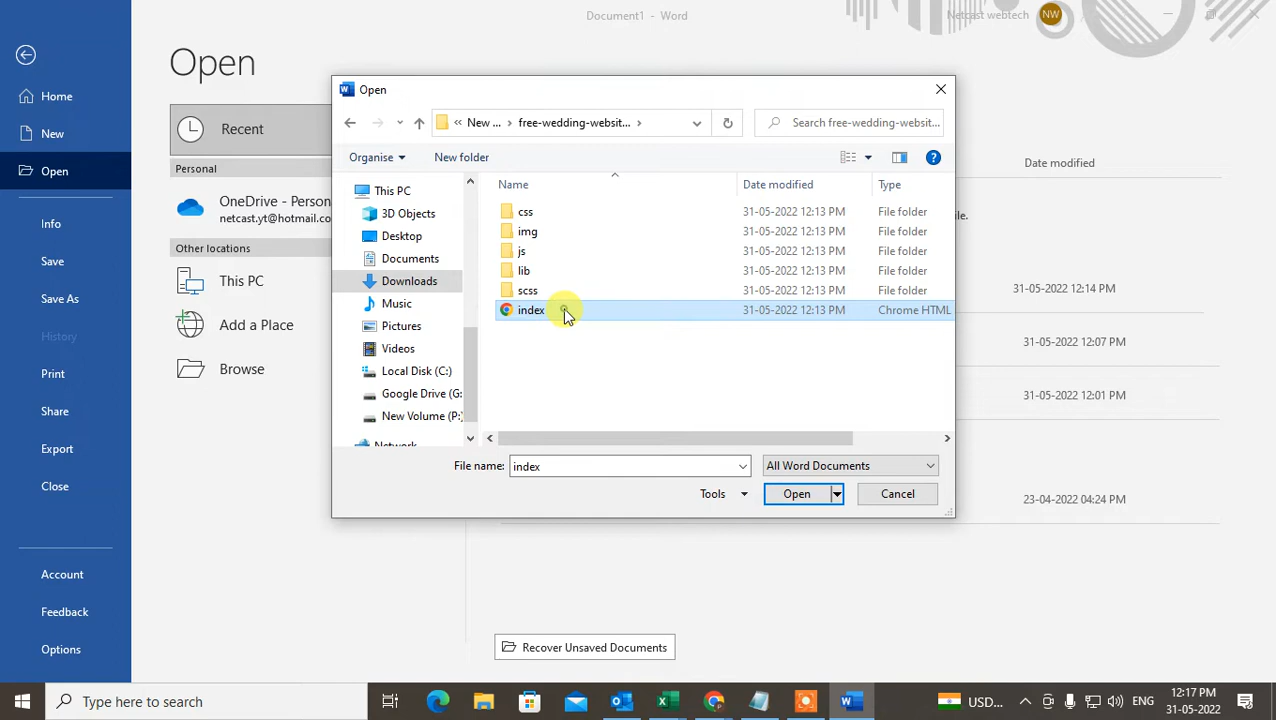 Document1 - Word
Netcast webtech
NW
Open
Home
New
Open
Info
Save
Save As
History
Print
Share
Export
Close
Account
Feedback
Options
Recent
Personal
OneDrive - Persona
netcast.yt@hotmail.co
Other locations
This PC
Add a Place
Browse
Date modified
ile.
31-05-2022 12:14 PM
31-05-2022 12:07 PM
31-05-2022 12:01 PM
23-04-2022 04:24 PM
Recover Unsaved Documents
Open
« New ... › free-wedding-websit... ›
Search free-wedding-websit...
Organise
New folder
This PC
3D Objects
Desktop
Documents
Downloads
Music
Pictures
Videos
Local Disk (C:)
Google Drive (G:
New Volume (P:)
Network
Name Date modified Type
css 31-05-2022 12:13 PM File folder
img 31-05-2022 12:13 PM File folder
js 31-05-2022 12:13 PM File folder
lib 31-05-2022 12:13 PM File folder
scss 31-05-2022 12:13 PM File folder
index 31-05-2022 12:13 PM Chrome HTML
File name: index
All Word Documents
Tools
Open
Cancel
Type here to search
USD...
ENG
12:17 PM
31-05-2022